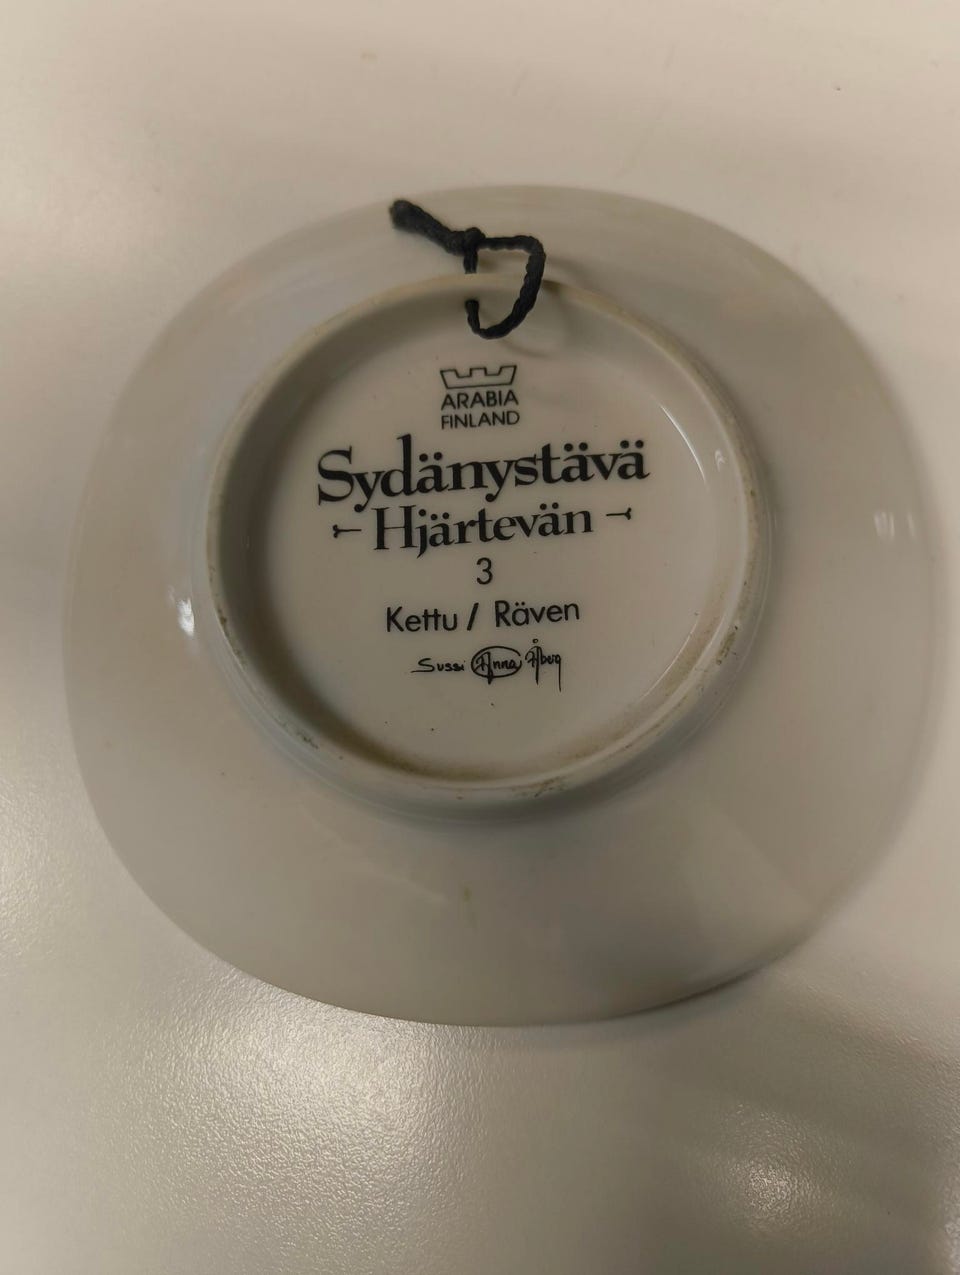 ARABIA
FINLAND
Sydänystävä
Hjärtevän
3
Kettu / Räven
Sussi Anna Åberg